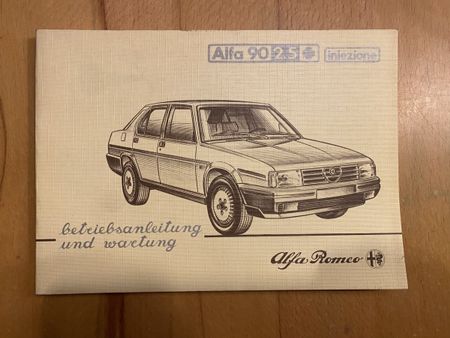 Alfa 90 2.5 iniezione
betriebsanleitung
und wartung
Alfa Romeo